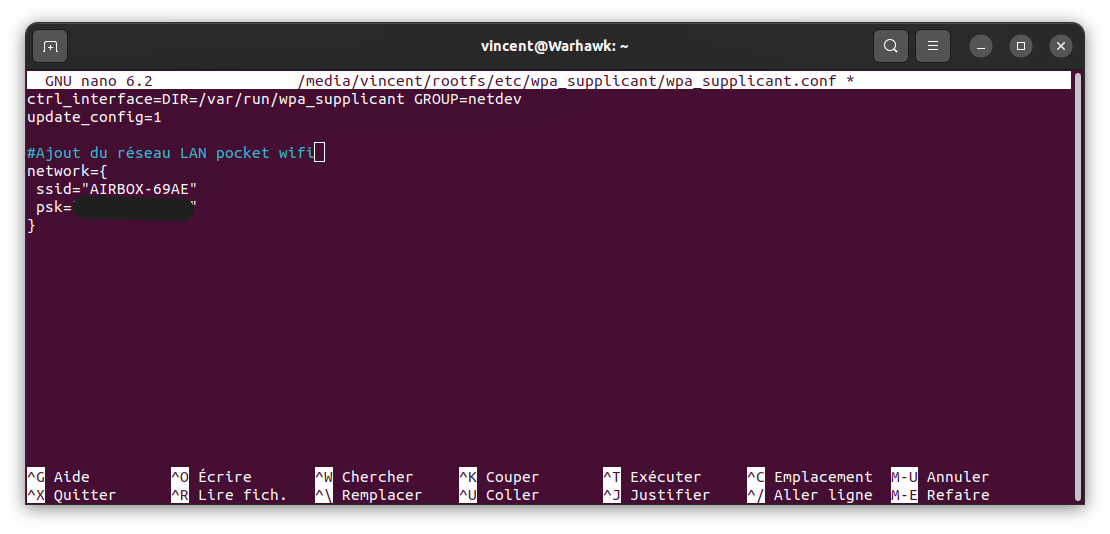 vincent@Warhawk: ~
GNU nano 6.2 /media/vincent/rootfs/etc/wpa_supplicant/wpa_supplicant.conf *
ctrl_interface=DIR=/var/run/wpa_supplicant GROUP=netdev
update_config=1
#Ajout du réseau LAN pocket wifi
network={
ssid="AIRBOX-69AE"
psk=""
}
^G Aide ^O Écrire ^W Chercher ^K Couper ^T Exécuter ^C Emplacement M-U Annuler
^X Quitter ^R Lire fich. ^\ Remplacer ^U Coller ^J Justifier ^/ Aller ligne M-E Refaire